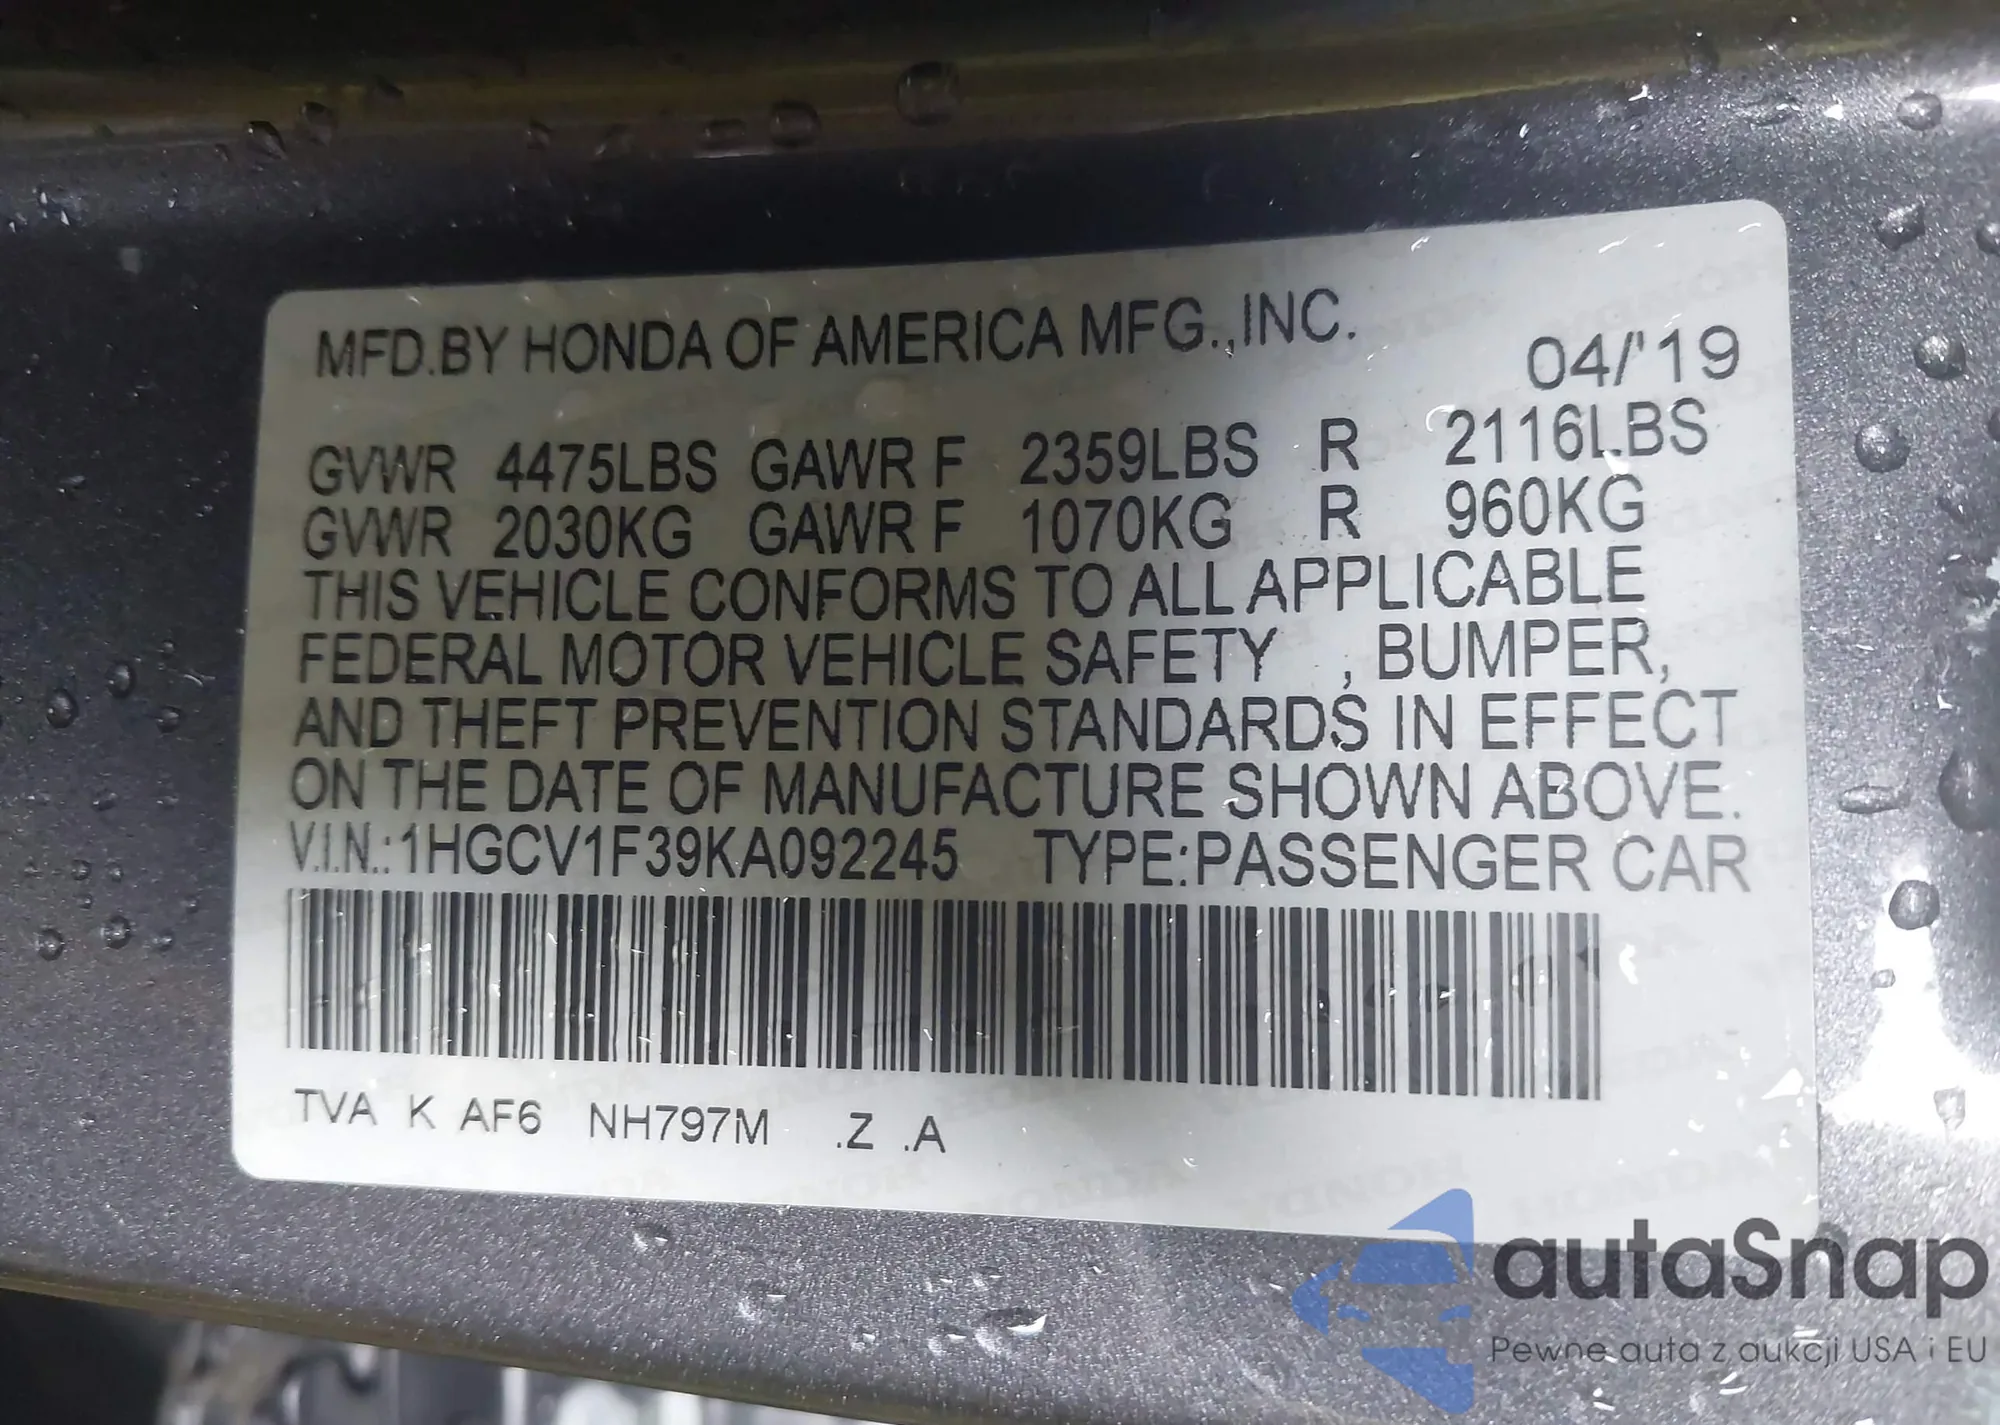 MFD.BY HONDA OF AMERICA MFG.,INC.
04/'19
GVWR 4475LBS GAWR F 2359LBS R 2116LBS
GVWR 2030KG GAWR F 1070KG R 960KG
THIS VEHICLE CONFORMS TO ALL APPLICABLE
FEDERAL MOTOR VEHICLE SAFETY , BUMPER,
AND THEFT PREVENTION STANDARDS IN EFFECT
ON THE DATE OF MANUFACTURE SHOWN ABOVE.
V.I.N.:1HGCV1F39KA092245 TYPE:PASSENGER CAR
TVA K AF6 NH797M .Z .A
autaSnap
Pewne auta z aukcji USA i EU